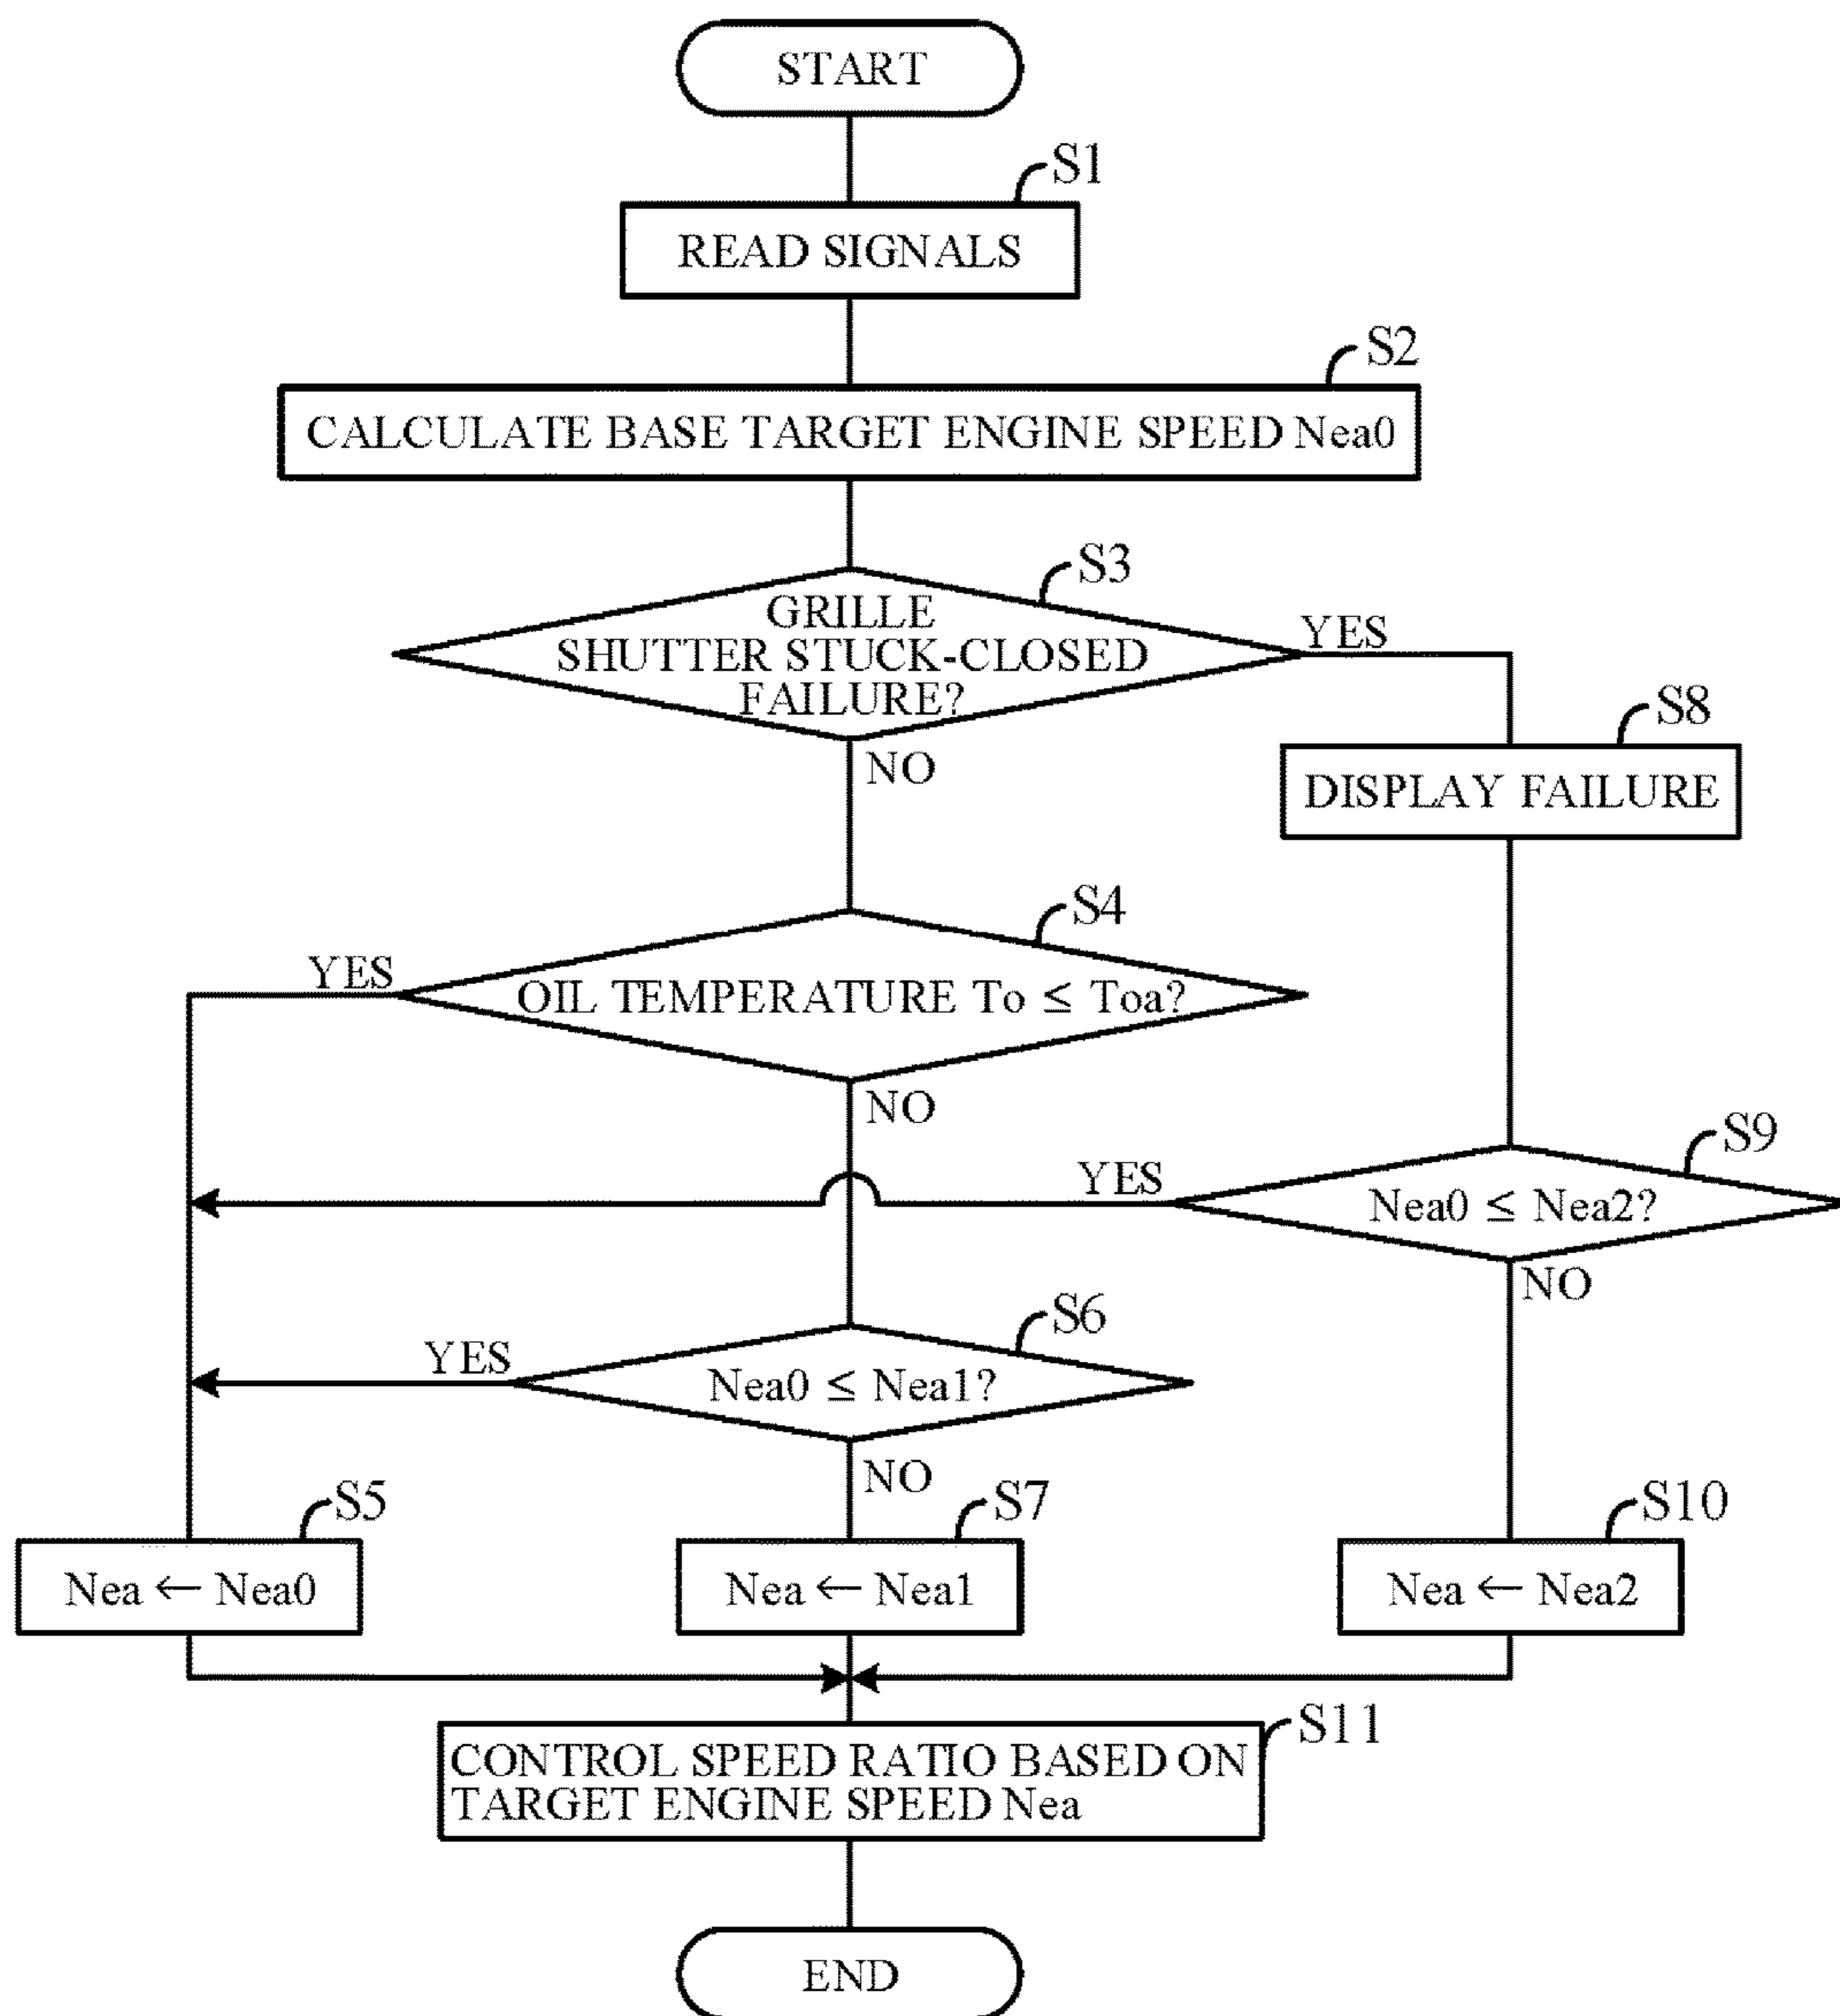 START
S1
READ SIGNALS
S2
CALCULATE BASE TARGET ENGINE SPEED Nea0
S3
GRILLE
SHUTTER STUCK-CLOSED
FAILURE?
YES
NO
S8
DISPLAY FAILURE
S4
YES
OIL TEMPERATURE To ≤ Toa?
NO
S9
YES
Nea0 ≤ Nea2?
NO
S6
YES
Nea0 ≤ Nea1?
NO
S5
Nea ← Nea0
S7
Nea ← Nea1
S10
Nea ← Nea2
S11
CONTROL SPEED RATIO BASED ON
TARGET ENGINE SPEED Nea
END